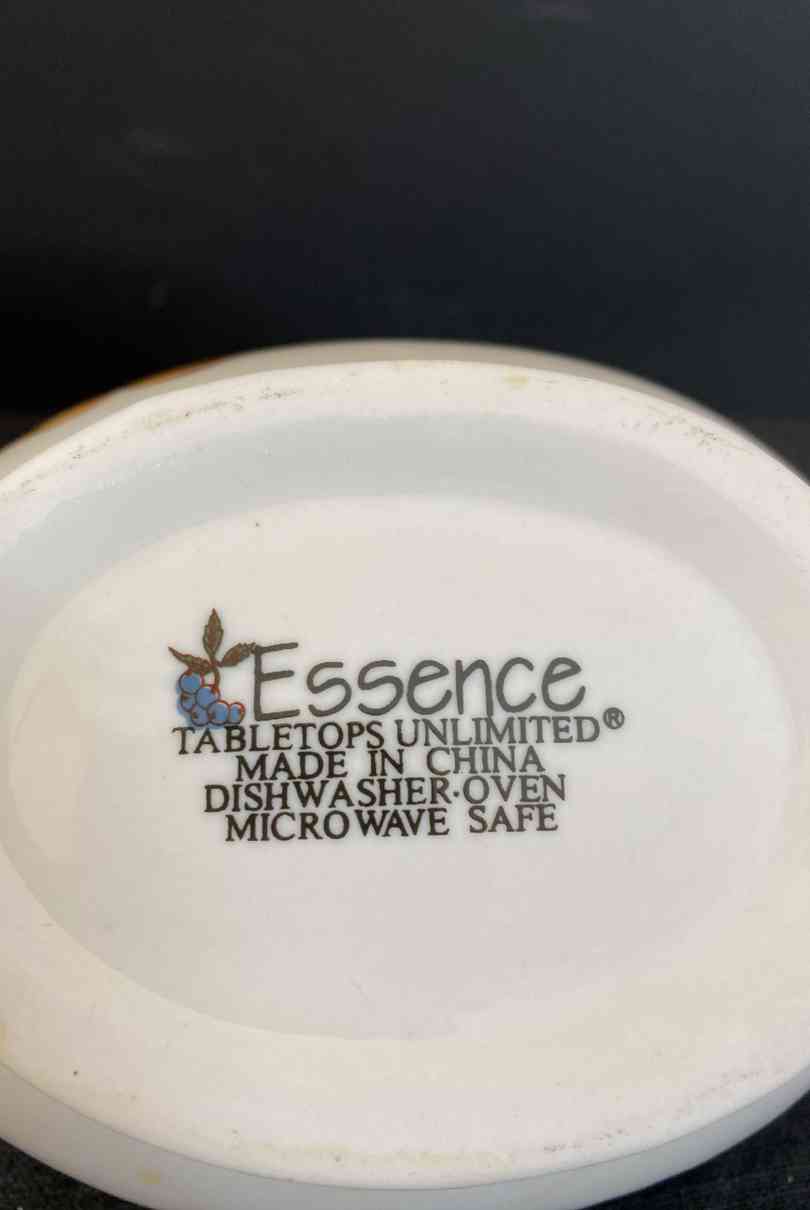 Essence
TABLETOPS UNLIMITED®
MADE IN CHINA
DISHWASHER·OVEN
MICROWAVE SAFE